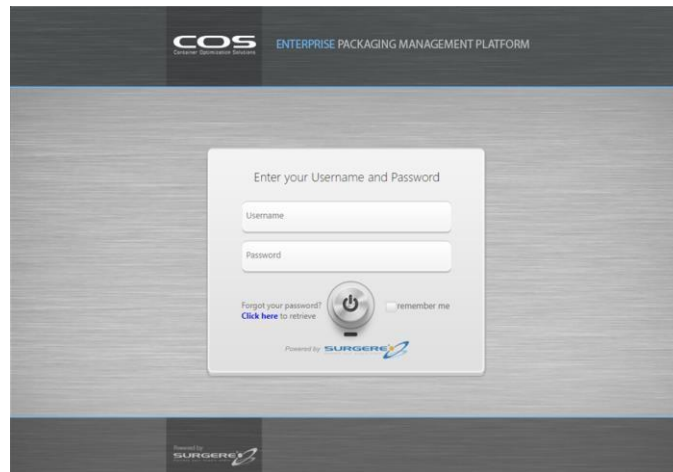 COS
Container Optimization Solutions
ENTERPRISE PACKAGING MANAGEMENT PLATFORM
Enter your Username and Password
Username
Password
Forgot your password?
Click here to retrieve
remember me
Powered by SURGERE
Powered by
SURGERE